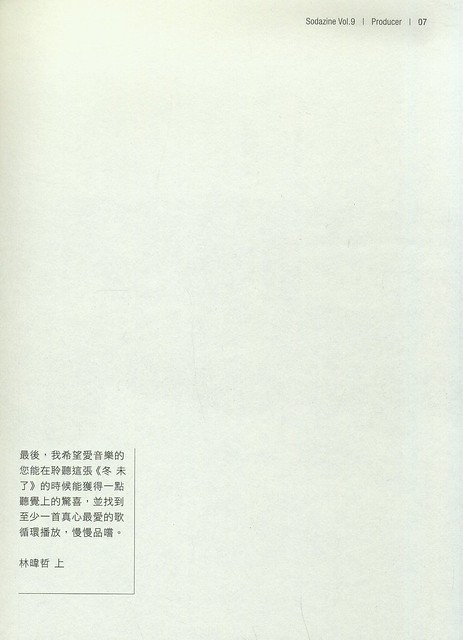 Sodazine Vol.9 | Producer | 07
最後，我希望愛音樂的
您能在聆聽這張《冬 未
了》的時候能獲得一點
聽覺上的驚喜，並找到
至少一首真心最愛的歌
循環播放，慢慢品嚐。
林暐哲 上